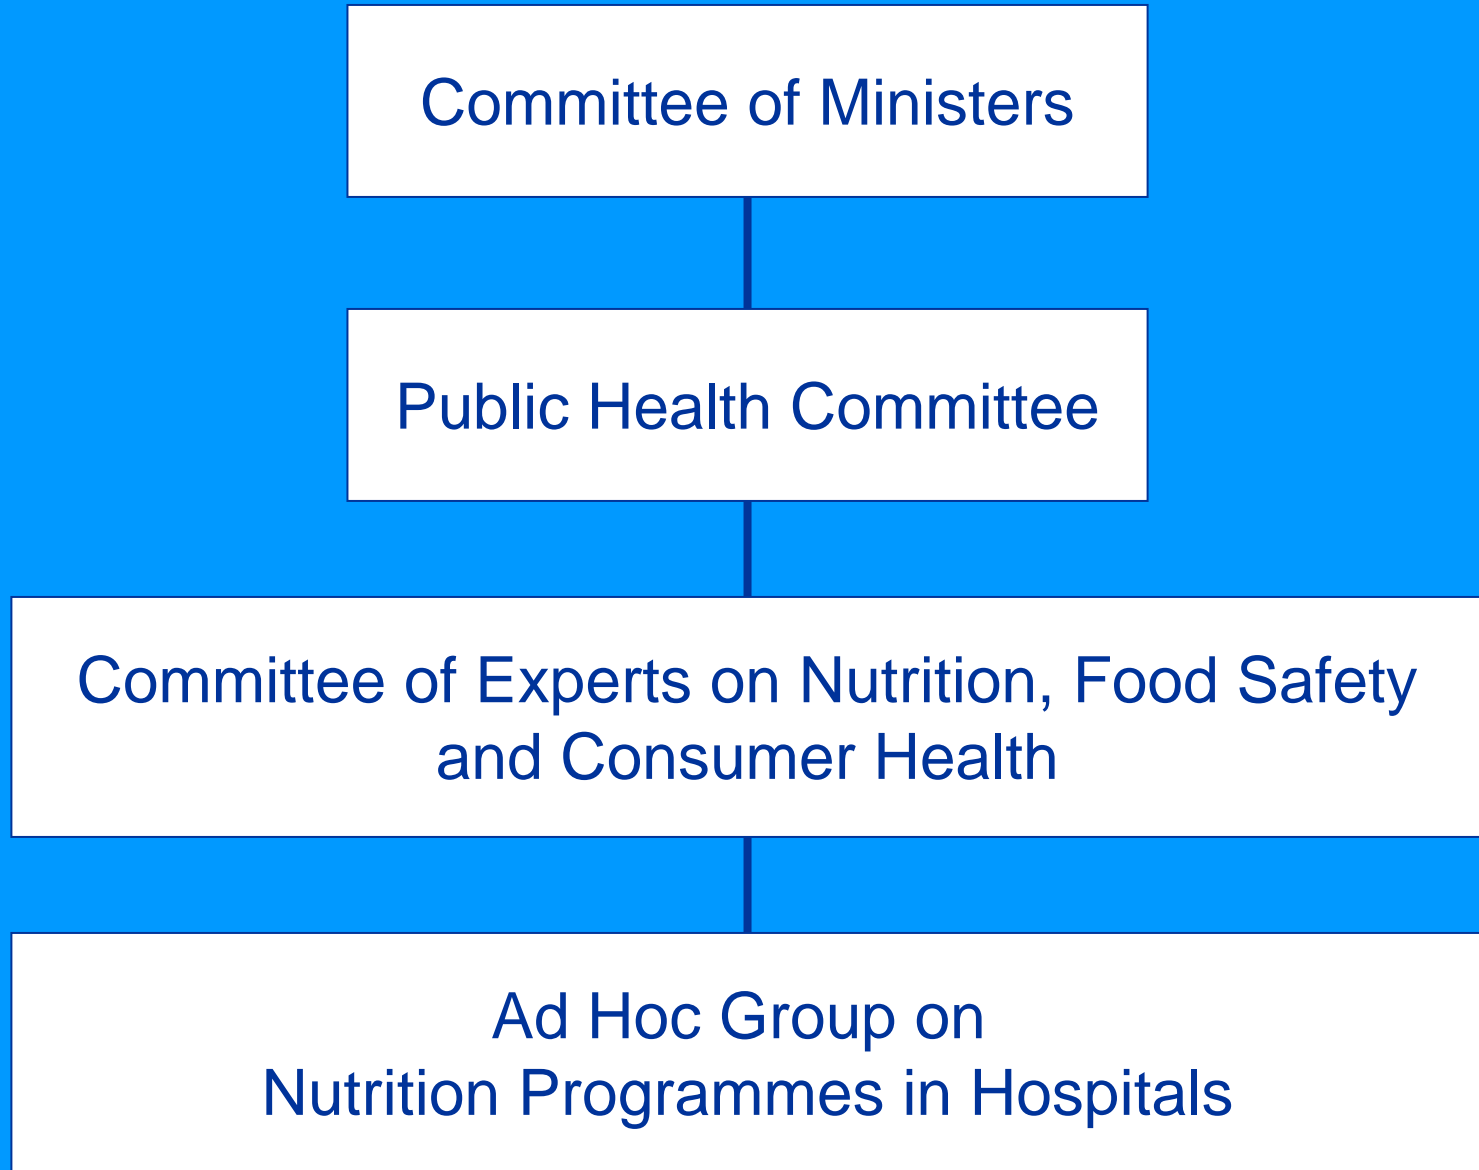 Committee of Ministers
Public Health Committee
Committee of Experts on Nutrition, Food Safety
and Consumer Health
Ad Hoc Group on
Nutrition Programmes in Hospitals